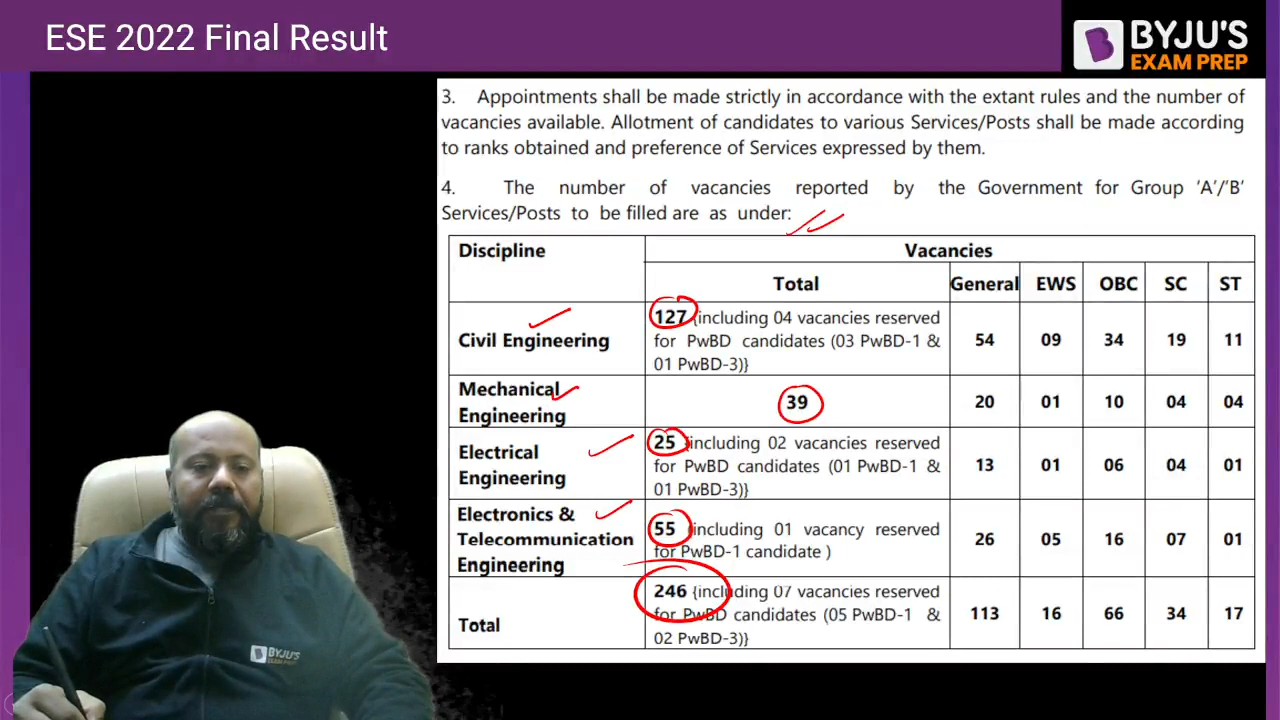 ESE 2022 Final Result
BYJU'S
EXAM PREP
3. Appointments shall be made strictly in accordance with the extant rules and the number of
vacancies available. Allotment of candidates to various Services/Posts shall be made according
to ranks obtained and preference of Services expressed by them.
4. The number of vacancies reported by the Government for Group 'A'/'B'
Services/Posts to be filled are as under:
Discipline
Vacancies
Total General EWS OBC SC ST
Civil Engineering
127 {including 04 vacancies reserved
for PwBD candidates (03 PwBD-1 &
01 PwBD-3)}
54 09 34 19 11
Mechanical
Engineering
39
20 01 10 04 04
Electrical
Engineering
25 {including 02 vacancies reserved
for PwBD candidates (01 PwBD-1 &
01 PwBD-3)}
13 01 06 04 01
Electronics &
Telecommunication
Engineering
55 (including 01 vacancy reserved
for PwBD-1 candidate )
26 05 16 07 01
Total
246 {including 07 vacancies reserved
for PwBD candidates (05 PwBD-1 &
02 PwBD-3)}
113 16 66 34 17
BYJU'S
EXAM PREP